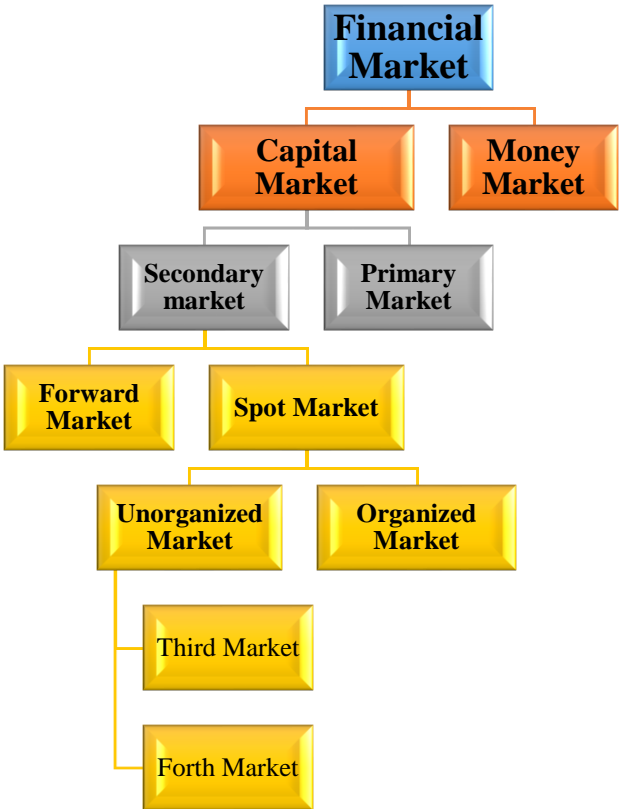 Financial
Market
Capital
Market
Money
Market
Secondary
market
Primary
Market
Forward
Market
Spot Market
Unorganized
Market
Organized
Market
Third Market
Forth Market